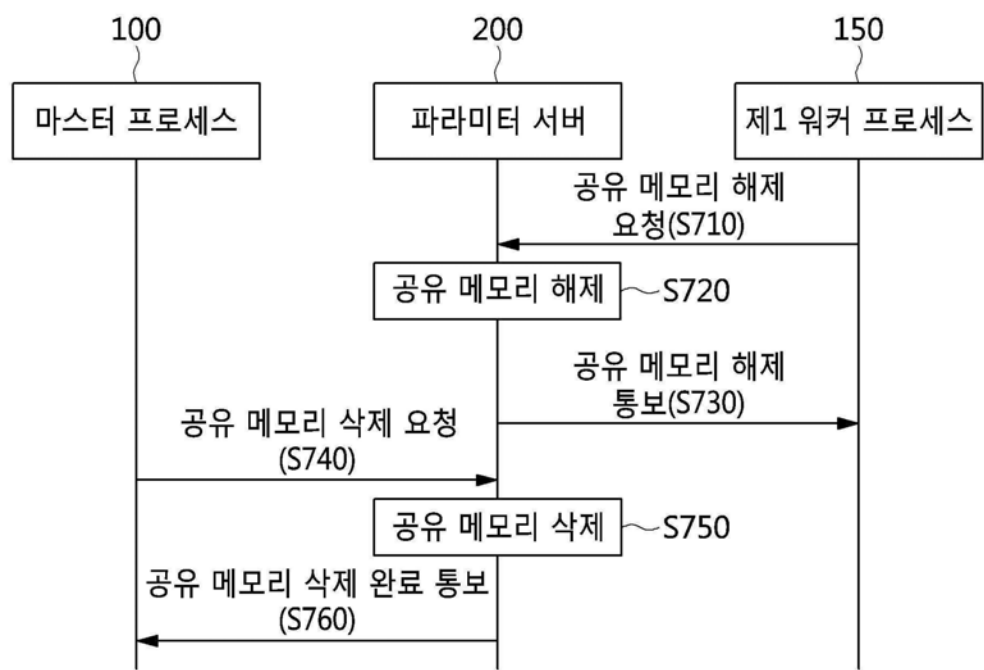 100
200
150
마스터 프로세스
파라미터 서버
제1 워커 프로세스
공유 메모리 해제
요청(S710)
공유 메모리 해제
S720
공유 메모리 해제
통보(S730)
공유 메모리 삭제 요청
(S740)
공유 메모리 삭제
S750
공유 메모리 삭제 완료 통보
(S760)